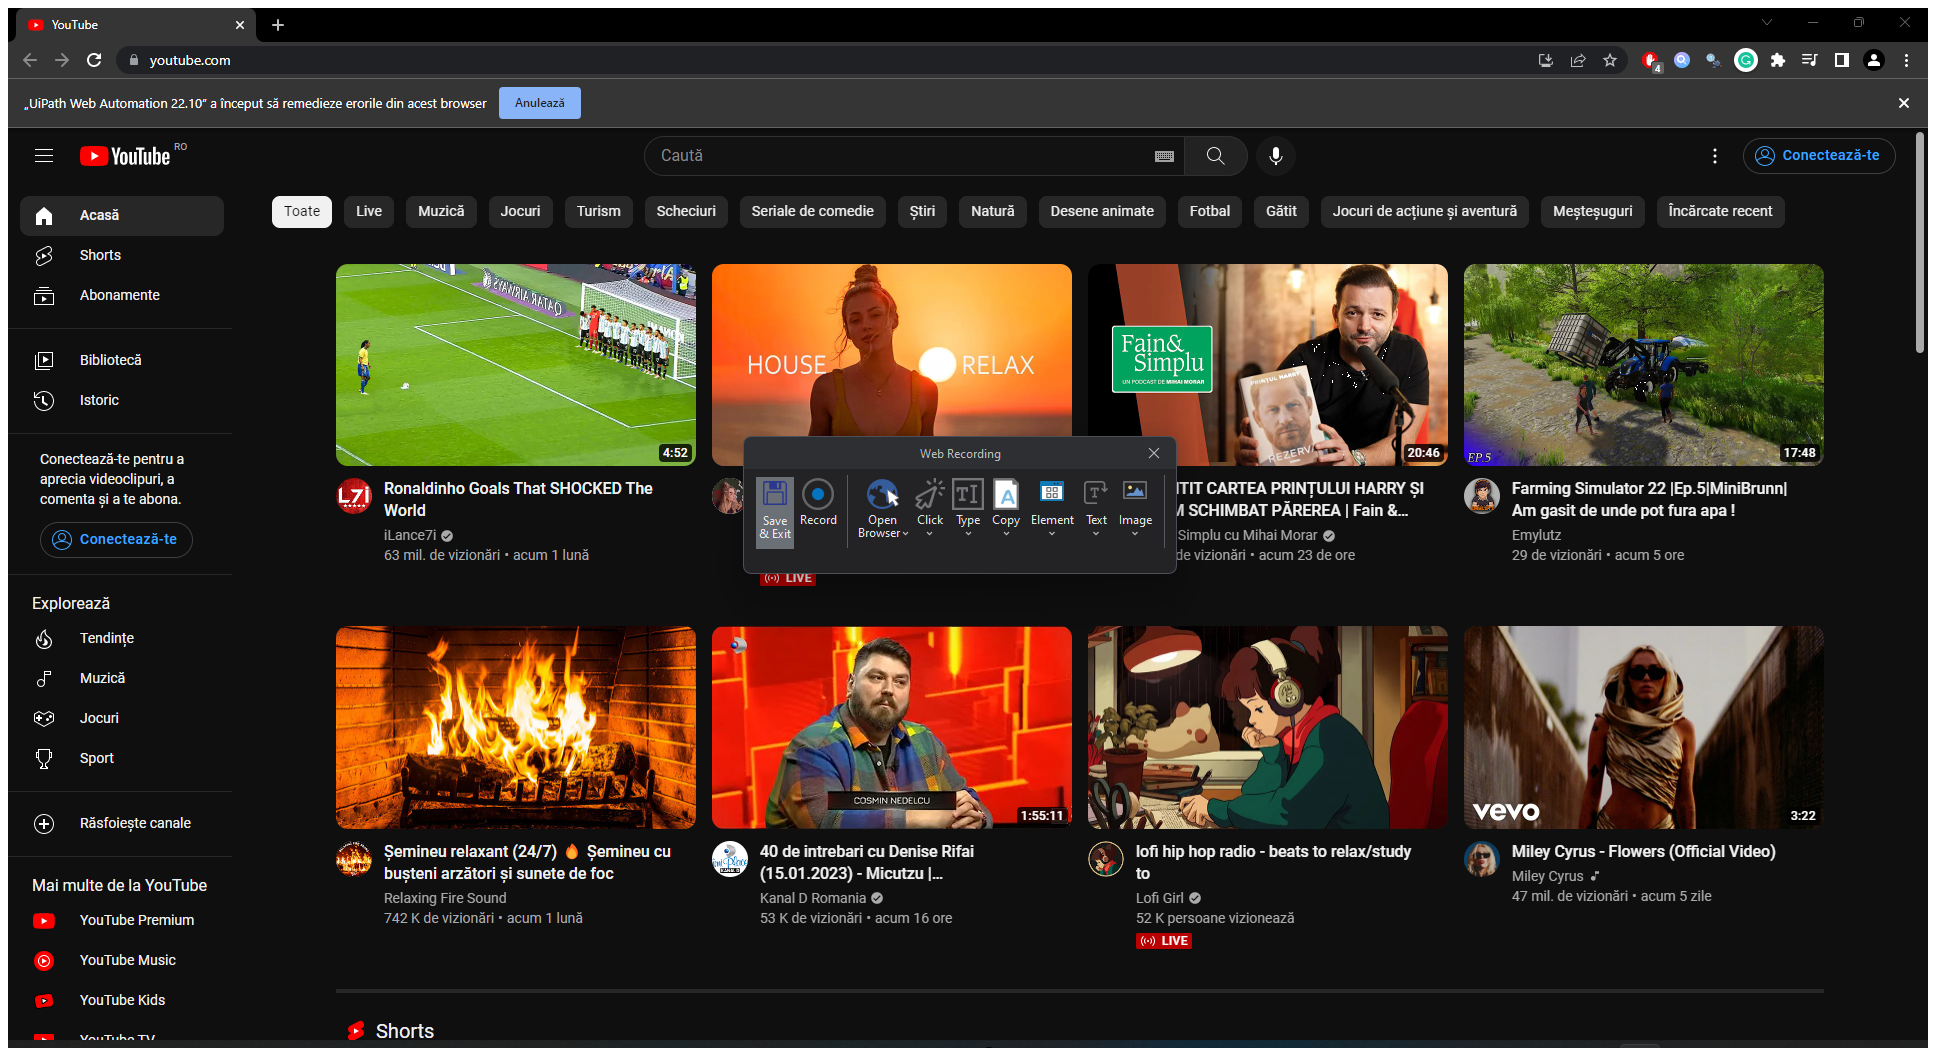 YouTube
youtube.com
4
„UiPath Web Automation 22.10” a început să remedieze erorile din acest browser
Anulează
YouTube RO
Caută
Conectează-te
Acasă
Shorts
Abonamente
Bibliotecă
Istoric
Conectează-te pentru a
aprecia videoclipuri, a
comenta și a te abona.
Conectează-te
Explorează
Tendințe
Muzică
Jocuri
Sport
Răsfoiește canale
Mai multe de la YouTube
YouTube Premium
YouTube Music
YouTube Kids
YouTube TV
Toate
Live
Muzică
Jocuri
Turism
Scheciuri
Seriale de comedie
Știri
Natură
Desene animate
Fotbal
Gătit
Jocuri de acțiune și aventură
Meșteșuguri
Încărcate recent
QATAR AIRWAYS
4:52
L7i
Ronaldinho Goals That SHOCKED The
World
iLance7i
63 mil. de vizionări • acum 1 lună
HOUSE RELAX
LIVE
Fain&
Simplu
UN PODCAST DE MIHAI MORAR
PRINȚUL HARRY
REZERVA
20:46
TIT CARTEA PRINȚULUI HARRY ȘI
M SCHIMBAT PĂREREA | Fain &...
Simplu cu Mihai Morar
de vizionări • acum 23 de ore
EP 5
17:48
Farming Simulator 22 |Ep.5|MiniBrunn|
Am gasit de unde pot fura apa !
Emylutz
29 de vizionări • acum 5 ore
Web Recording
Save
& Exit
Record
Open
Browser
Click
Type
Copy
Element
Text
Image
Șemineu relaxant (24/7) 🔥 Șemineu cu
bușteni arzători și sunete de foc
Relaxing Fire Sound
742 K de vizionări • acum 1 lună
COSMIN NEDELCU
1:55:11
40 de intrebari cu Denise Rifai
(15.01.2023) - Micutzu |...
Kanal D Romania
53 K de vizionări • acum 16 ore
lofi hip hop radio - beats to relax/study
to
Lofi Girl
52 K persoane vizionează
LIVE
vevo
3:22
Miley Cyrus - Flowers (Official Video)
Miley Cyrus
47 mil. de vizionări • acum 5 zile
Shorts